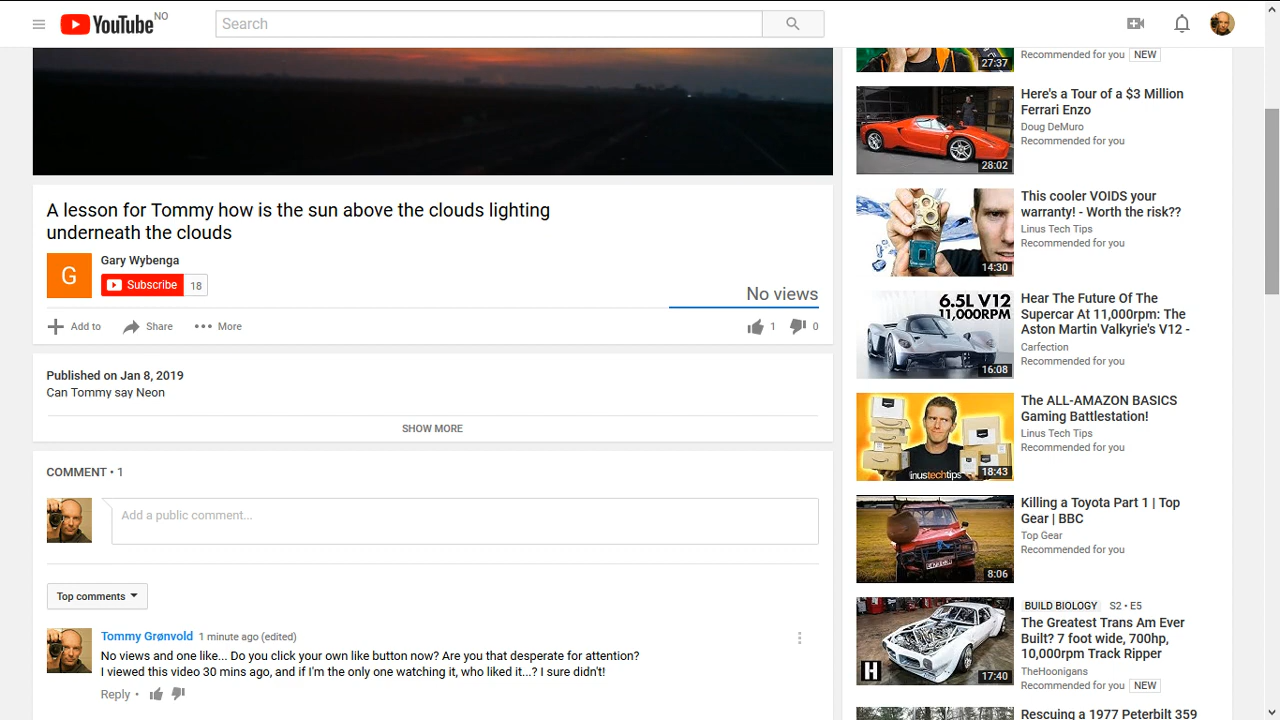 YouTube NO
Search
27:37
Recommended for you NEW
Here's a Tour of a $3 Million
Ferrari Enzo
Doug DeMuro
Recommended for you
28:02
This cooler VOIDS your
warranty! - Worth the risk??
Linus Tech Tips
Recommended for you
14:30
6.5L V12
11,000RPM
Hear The Future Of The
Supercar At 11,000rpm: The
Aston Martin Valkyrie's V12 -
Carfection
Recommended for you
16:08
The ALL-AMAZON BASICS
Gaming Battlestation!
Linus Tech Tips
Recommended for you
linustechtips
18:43
Killing a Toyota Part 1 | Top
Gear | BBC
Top Gear
Recommended for you
8:06
BUILD BIOLOGY S2 • E5
The Greatest Trans Am Ever
Built? 7 foot wide, 700hp,
10,000rpm Track Ripper
TheHoonigans
Recommended for you NEW
H
17:40
Rescuing a 1977 Peterbilt 359
A lesson for Tommy how is the sun above the clouds lighting
underneath the clouds
G
Gary Wybenga
Subscribe 18
No views
Add to Share More
1 0
Published on Jan 8, 2019
Can Tommy say Neon
SHOW MORE
COMMENT • 1
Add a public comment...
Top comments
Tommy Grønvold 1 minute ago (edited)
No views and one like... Do you click your own like button now? Are you that desperate for attention?
I viewed this video 30 mins ago, and if I'm the only one watching it, who liked it...? I sure didn't!
Reply •